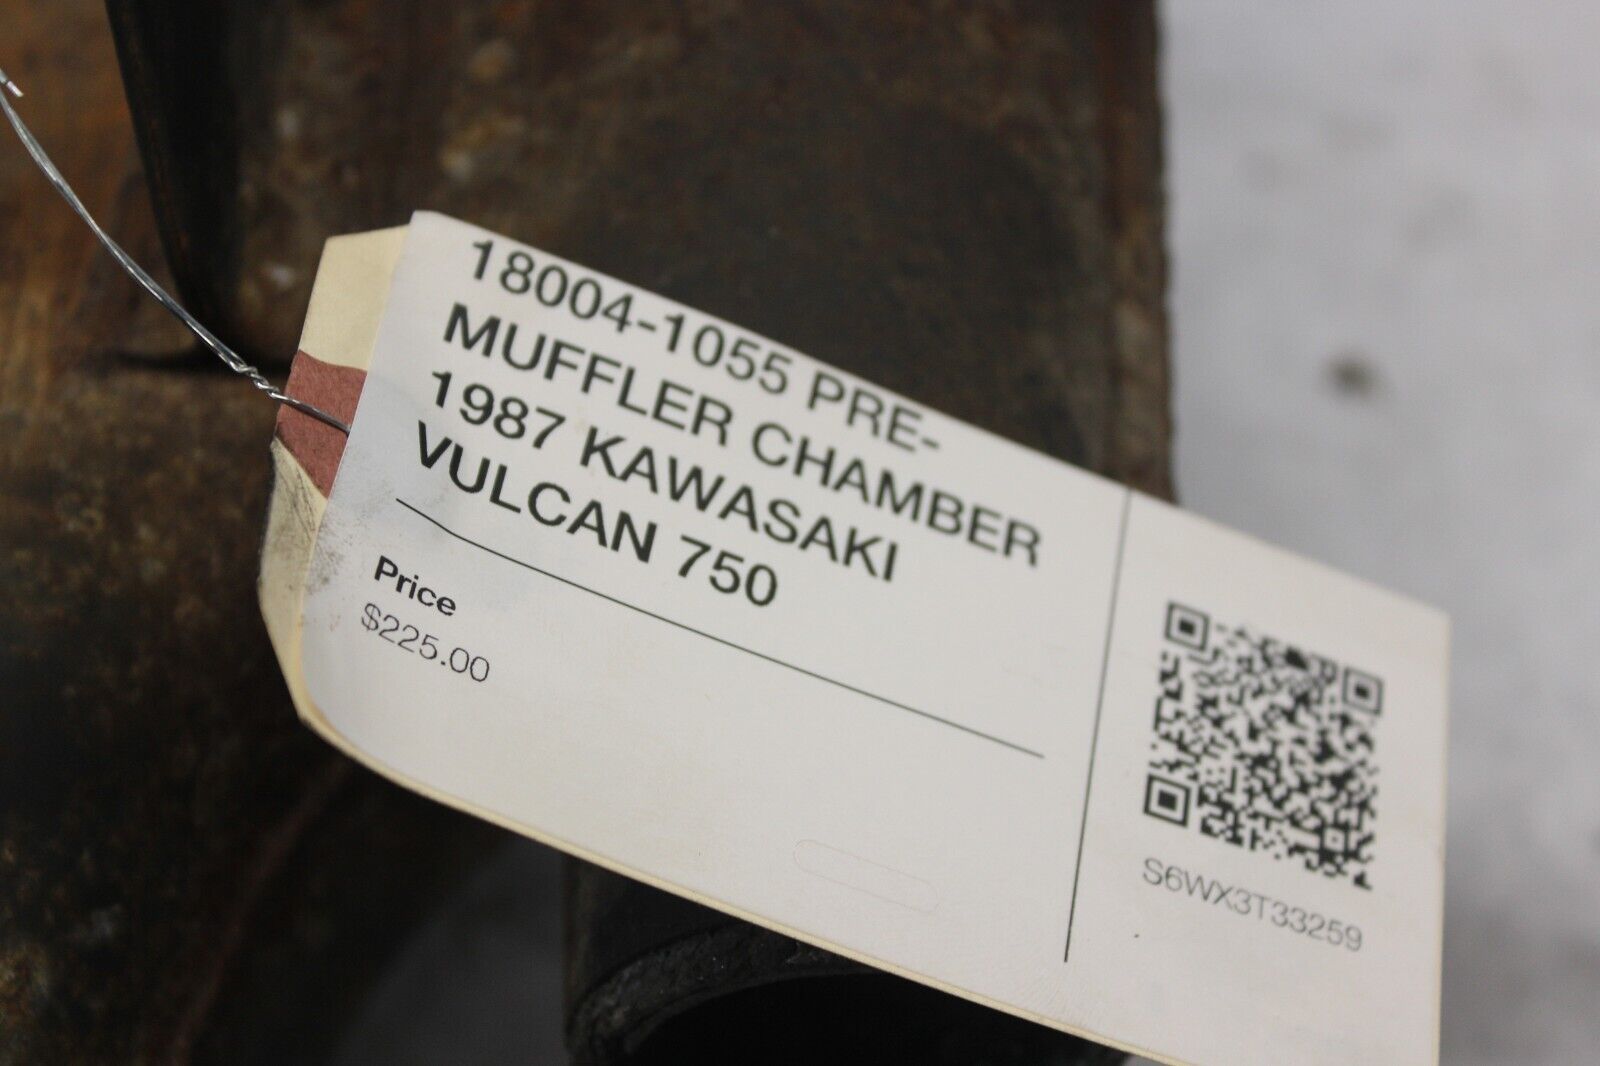 18004-1055 PRE-
MUFFLER CHAMBER
1987 KAWASAKI
VULCAN 750
Price
$225.00
S6WX3T33259